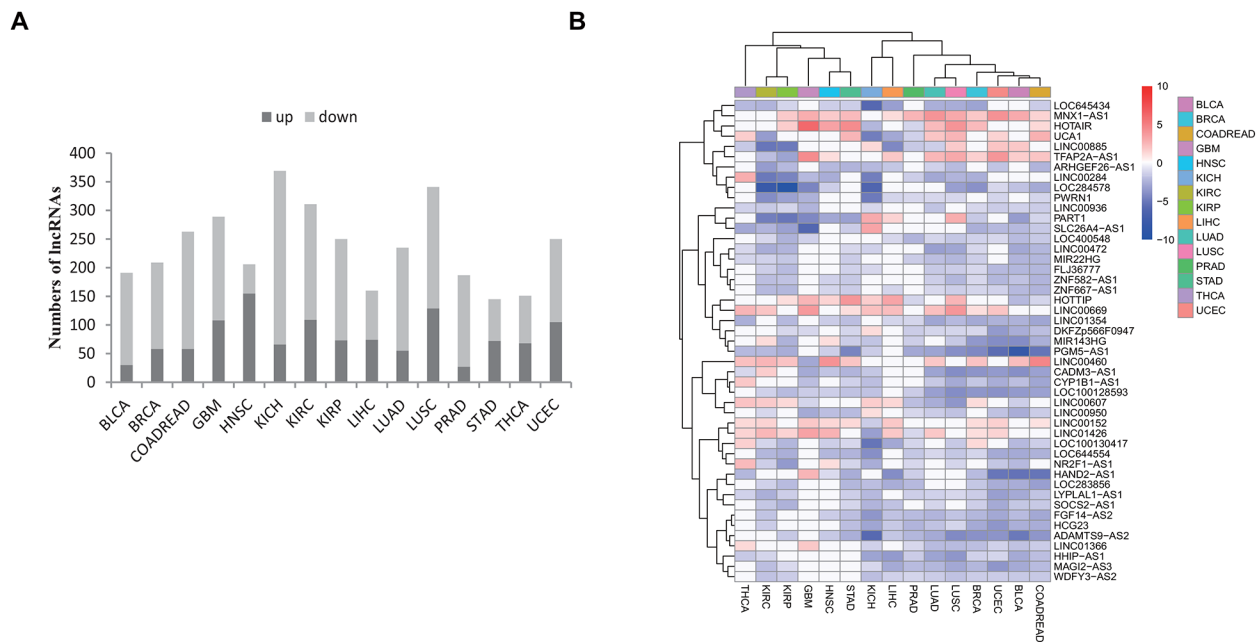 A
up down
Numbers of lncRNAs
400
350
300
250
200
150
100
50
0
BLCA
BRCA
COADREAD
GBM
HNSC
KICH
KIRC
KIRP
LIHC
LUAD
LUSC
PRAD
STAD
THCA
UCEC
B
LOC645434
MNX1−AS1
HOTAIR
UCA1
LINC00885
TFAP2A−AS1
ARHGEF26−AS1
LINC00284
LOC284578
PWRN1
LINC00936
PART1
SLC26A4−AS1
LOC400548
LINC00472
MIR22HG
FLJ36777
ZNF582−AS1
ZNF667−AS1
HOTTIP
LINC00669
LINC01354
DKFZp566F0947
MIR143HG
PGM5−AS1
LINC00460
CADM3−AS1
CYP1B1−AS1
LOC100128593
LINC00607
LINC00950
LINC00152
LINC01426
LOC100130417
LOC644554
NR2F1−AS1
HAND2−AS1
LOC283856
LYPLAL1−AS1
SOCS2−AS1
FGF14−AS2
HCG23
ADAMTS9−AS2
LINC01366
HHIP−AS1
MAGI2−AS3
WDFY3−AS2
THCA
KIRC
KIRP
GBM
HNSC
STAD
KICH
LIHC
PRAD
LUAD
LUSC
BRCA
UCEC
BLCA
COADREAD
10
5
0
−5
−10
BLCA
BRCA
COADREAD
GBM
HNSC
KICH
KIRC
KIRP
LIHC
LUAD
LUSC
PRAD
STAD
THCA
UCEC